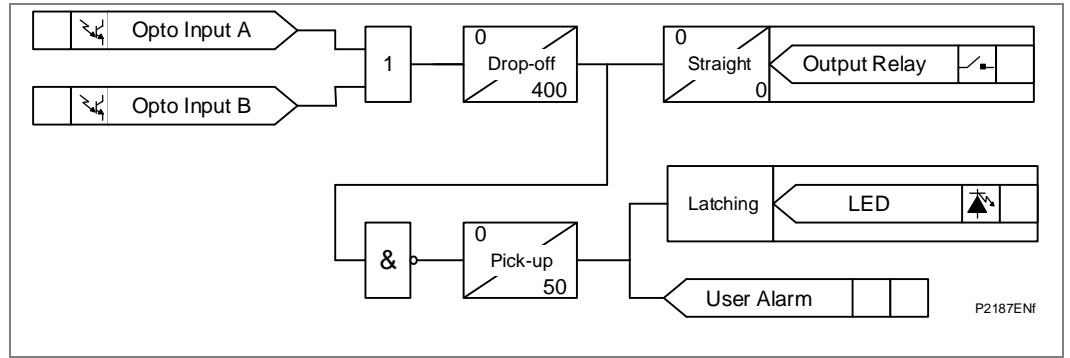 Opto Input A
Opto Input B
1
0
Drop-off
400
0
Straight
0
Output Relay
&
0
Pick-up
50
Latching
LED
User Alarm
P2187ENf